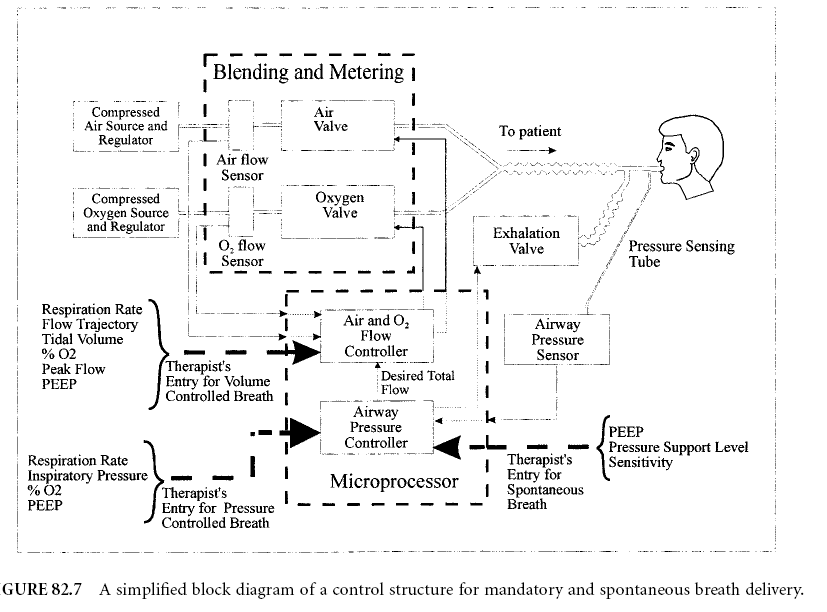 Blending and Metering
Compressed
Air Source and
Regulator
Air
Valve
Air flow
Sensor
To patient
Compressed
Oxygen Source
and Regulator
Oxygen
Valve
O₂ flow
Sensor
Exhalation
Valve
Pressure Sensing
Tube
Respiration Rate
Flow Trajectory
Tidal Volume
% O2
Peak Flow
PEEP
Therapist's
Entry for Volume
Controlled Breath
Air and O₂
Flow
Controller
Airway
Pressure
Sensor
Desired Total
Flow
Airway
Pressure
Controller
Microprocessor
Respiration Rate
Inspiratory Pressure
% O2
PEEP
Therapist's
Entry for Pressure
Controlled Breath
Therapist's
Entry for
Spontaneous
Breath
PEEP
Pressure Support Level
Sensitivity
IGURE 82.7 A simplified block diagram of a control structure for mandatory and spontaneous breath delivery.